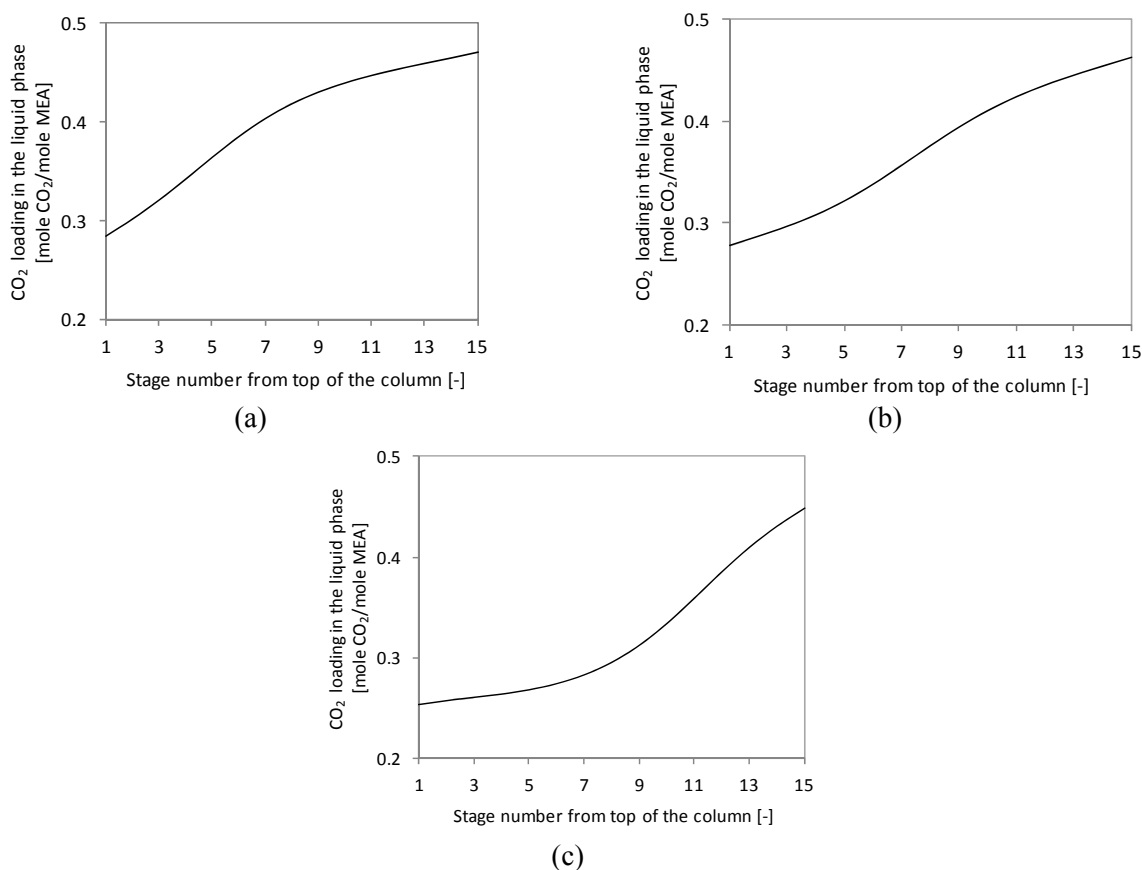 0.5
0.4
0.3
0.2
CO₂ loading in the liquid phase
[mole CO₂/mole MEA]
1 3 5 7 9 11 13 15
Stage number from top of the column [-]
(a)
0.5
0.4
0.3
0.2
CO₂ loading in the liquid phase
[mole CO₂/mole MEA]
1 3 5 7 9 11 13 15
Stage number from top of the column [-]
(b)
0.5
0.4
0.3
0.2
CO₂ loading in the liquid phase
[mole CO₂/mole MEA]
1 3 5 7 9 11 13 15
Stage number from top of the column [-]
(c)